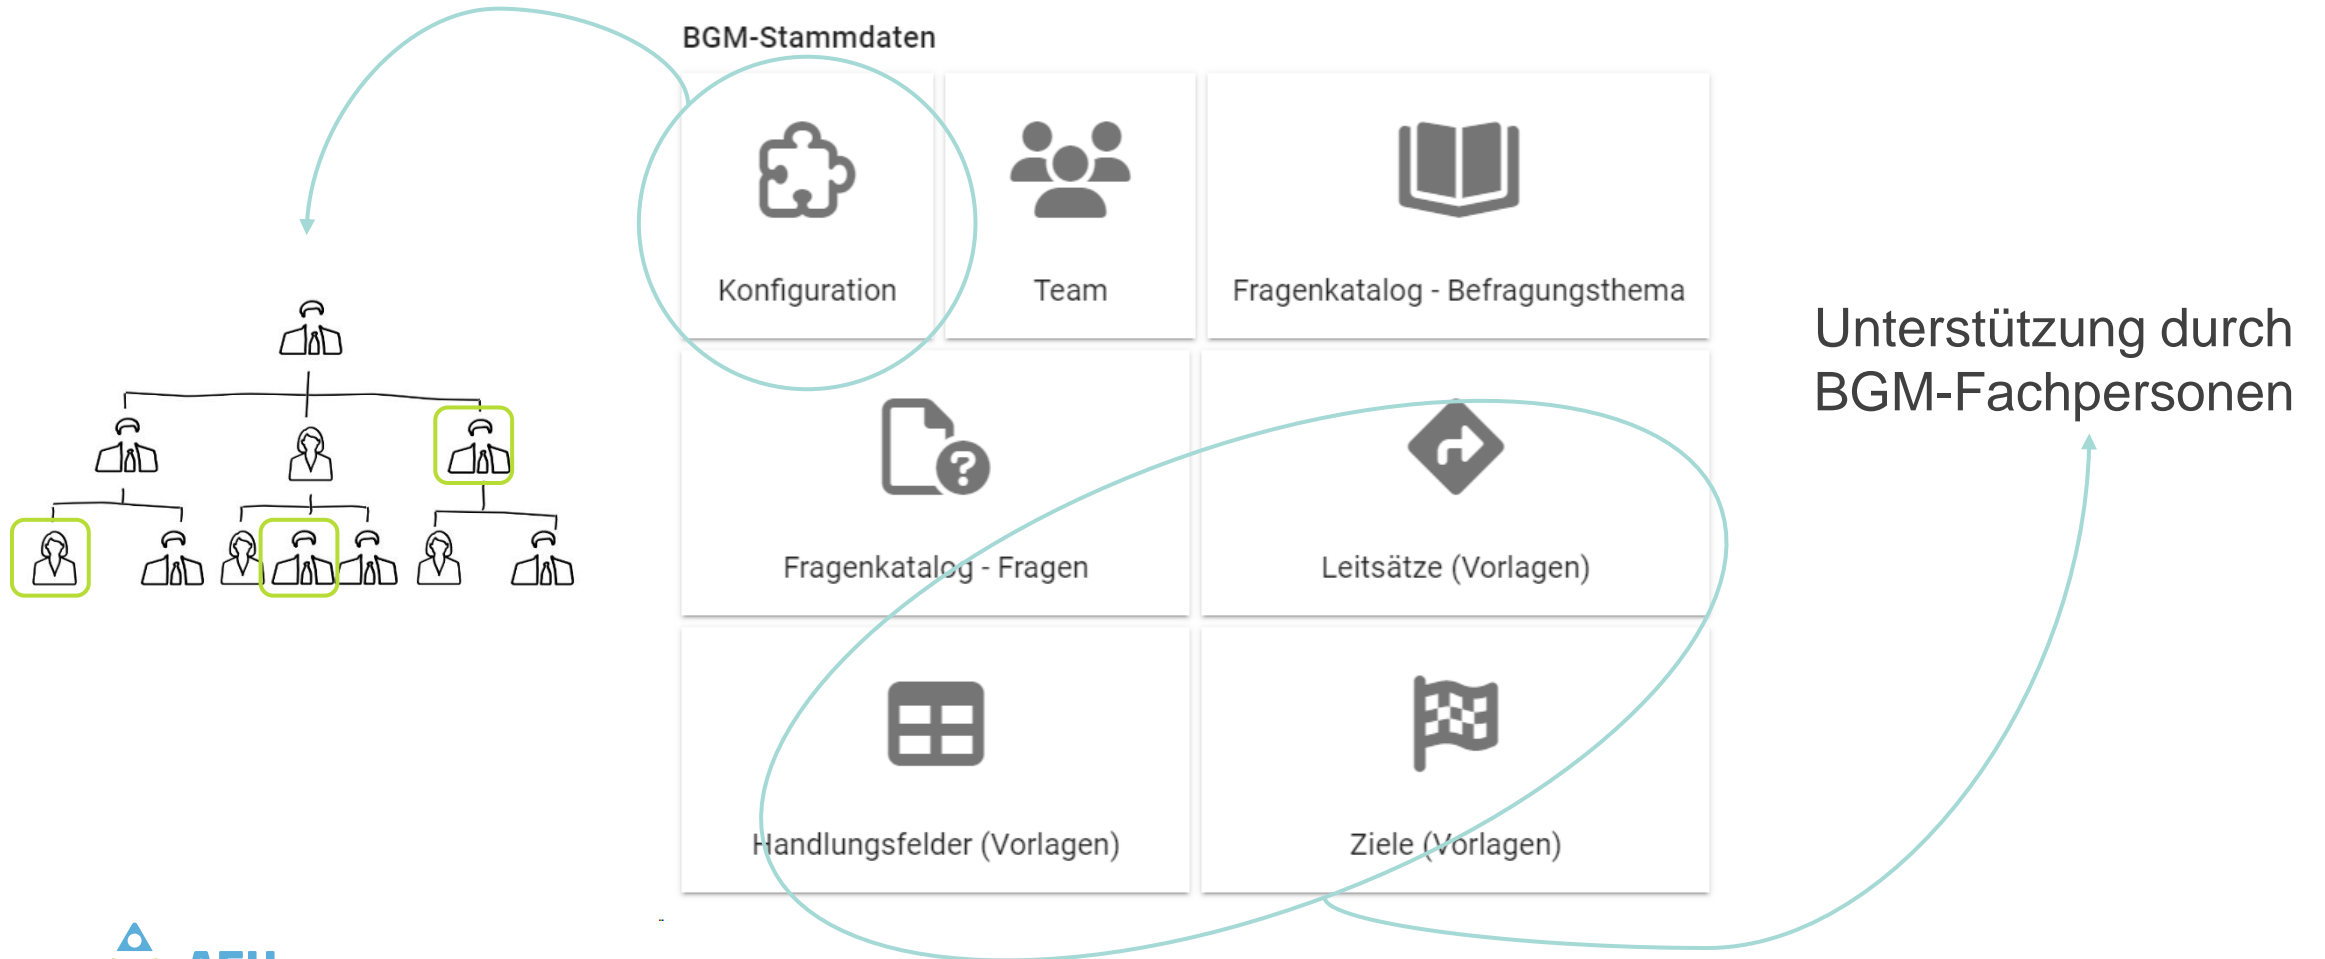 BGM-Stammdaten
Konfiguration
Team
Fragenkatalog - Befragungsthema
Fragenkatalog - Fragen
Leitsätze (Vorlagen)
Handlungsfelder (Vorlagen)
Ziele (Vorlagen)
Unterstützung durch
BGM-Fachpersonen